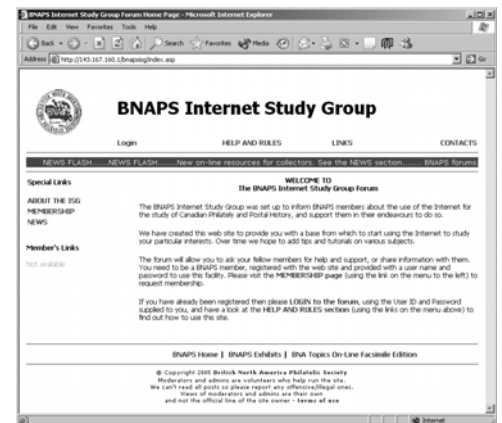 BNAPS Internet Study Group Forum Home Page - Microsoft Internet Explorer
File Edit View Favorites Tools Help
Back Search Favorites Media
Address http://143.167.160.1/bnapsisg/index.asp Go
BNAPS Internet Study Group
Login HELP AND RULES LINKS CONTACTS
NEWS FLASH......NEWS FLASH......New on-line resources for collectors. See the NEWS section....... BNAPS forums:
Special Links
ABOUT THE ISG
MEMBERSHIP
NEWS
Member's Links
Not available
WELCOME TO
The BNAPS Internet Study Group Forum
The BNAPS Internet Study Group was set up to inform BNAPS members about the use of the Internet for
the study of Canadian Philately and Postal History, and support them in their endeavours to do so.
We have created this web site to provide you with a base from which to start using the Internet to study
your particular interests. Over time we hope to add tips and tutorials on various subjects.
The forum will allow you to ask your fellow members for help and support, or share information with them.
You need to be a BNAPS member, registered with the web site and provided with a user name and
password to use this facility. Please visit the MEMBERSHIP page (using the link on the menu to the left) to
request membership.
If you have already been registered then please LOGIN to the forum, using the User ID and Password
supplied to you, and have a look at the HELP AND RULES section (using the link on the menu above) to
find out how to use this site.
BNAPS Home | BNAPS Exhibits | BNA Topics On-Line Facsimile Edition
© Copyright 2005 British North America Philatelic Society
Moderators and admins are volunteers who help run the site.
We can't read all posts so please report any offensive/illegal ones.
Views of moderators and admins are their own
and not the official line of the site owner - terms of use
Internet